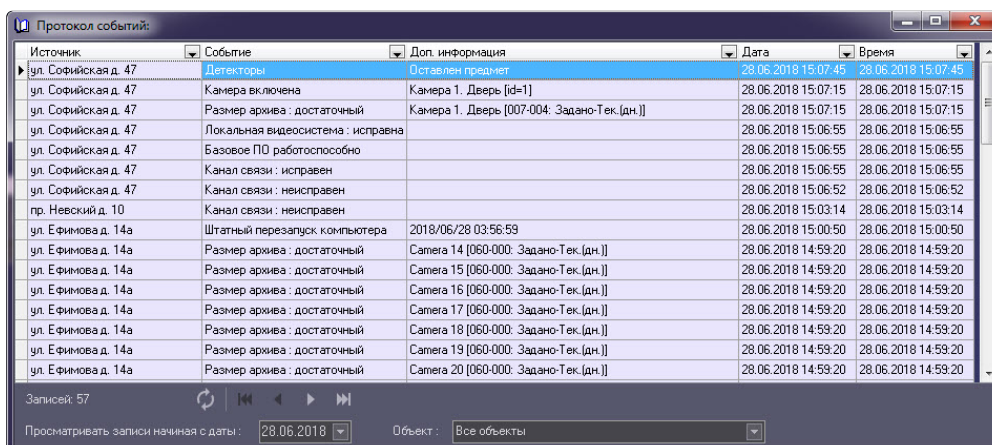 Протокол событий:
Источник Событие Доп. информация Дата Время
ул. Софийская д. 47 Детекторы Оставлен предмет 28.06.2018 15:07:45 28.06.2018 15:07:45
ул. Софийская д. 47 Камера включена Камера 1. Дверь [id=1] 28.06.2018 15:07:15 28.06.2018 15:07:15
ул. Софийская д. 47 Размер архива : достаточный Камера 1. Дверь [007-004: Задано-Тек.(дн.)] 28.06.2018 15:07:15 28.06.2018 15:07:15
ул. Софийская д. 47 Локальная видеосистема : исправна 28.06.2018 15:06:55 28.06.2018 15:06:55
ул. Софийская д. 47 Базовое ПО работоспособно 28.06.2018 15:06:55 28.06.2018 15:06:55
ул. Софийская д. 47 Канал связи : исправен 28.06.2018 15:06:55 28.06.2018 15:06:55
ул. Софийская д. 47 Канал связи : неисправен 28.06.2018 15:06:52 28.06.2018 15:06:52
пр. Невский д. 10 Канал связи : неисправен 28.06.2018 15:03:14 28.06.2018 15:03:14
ул. Ефимова д. 14а Штатный перезапуск компьютера 2018/06/28 03:56:59 28.06.2018 15:00:50 28.06.2018 15:00:50
ул. Ефимова д. 14а Размер архива : достаточный Camera 14 [060-000: Задано-Тек.(дн.)] 28.06.2018 14:59:20 28.06.2018 14:59:20
ул. Ефимова д. 14а Размер архива : достаточный Camera 15 [060-000: Задано-Тек.(дн.)] 28.06.2018 14:59:20 28.06.2018 14:59:20
ул. Ефимова д. 14а Размер архива : достаточный Camera 16 [060-000: Задано-Тек.(дн.)] 28.06.2018 14:59:20 28.06.2018 14:59:20
ул. Ефимова д. 14а Размер архива : достаточный Camera 17 [060-000: Задано-Тек.(дн.)] 28.06.2018 14:59:20 28.06.2018 14:59:20
ул. Ефимова д. 14а Размер архива : достаточный Camera 18 [060-000: Задано-Тек.(дн.)] 28.06.2018 14:59:20 28.06.2018 14:59:20
ул. Ефимова д. 14а Размер архива : достаточный Camera 19 [060-000: Задано-Тек.(дн.)] 28.06.2018 14:59:20 28.06.2018 14:59:20
ул. Ефимова д. 14а Размер архива : достаточный Camera 20 [060-000: Задано-Тек.(дн.)] 28.06.2018 14:59:20 28.06.2018 14:59:20
Записей: 57
Просматривать записи начиная с даты : 28.06.2018 Объект : Все объекты